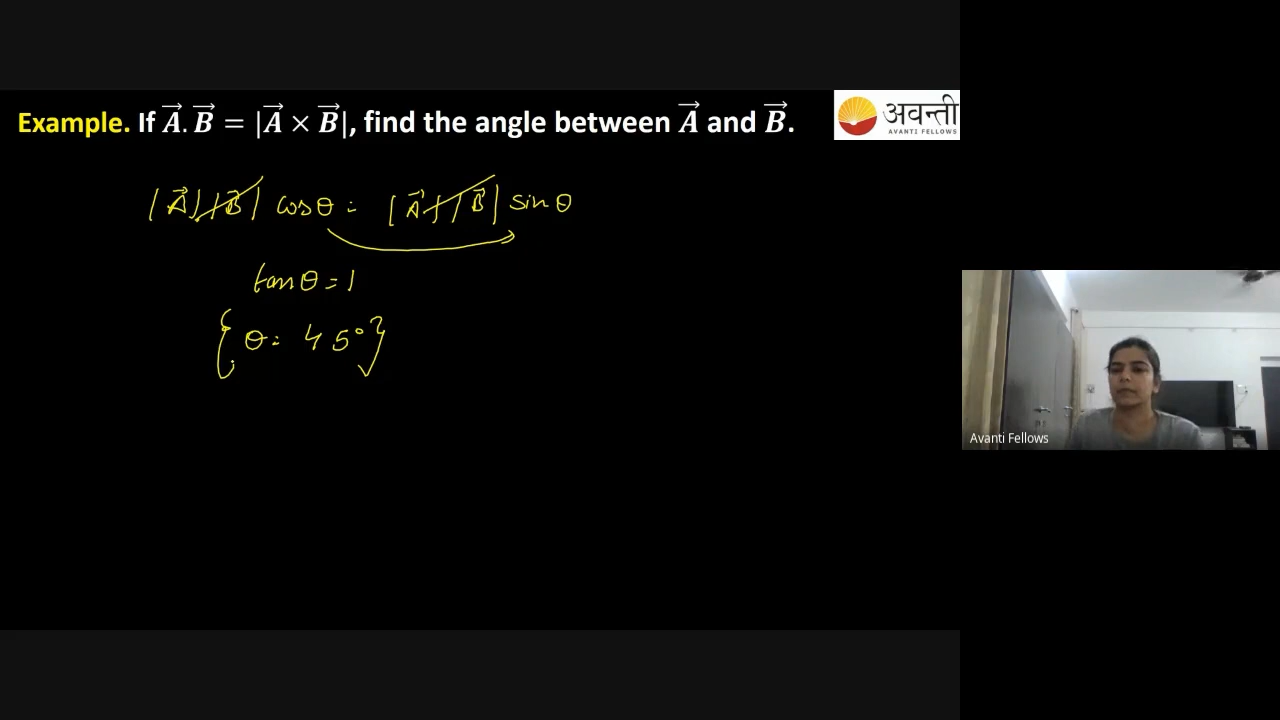 Example. If A⃗. B⃗ = |A⃗ × B⃗|, find the angle between A⃗ and B⃗.
अवन्ती
AVANTI FELLOWS
|A⃗||B⃗| cosθ = |A⃗||B⃗| sinθ
tanθ = 1
{θ = 45°}
Avanti Fellows